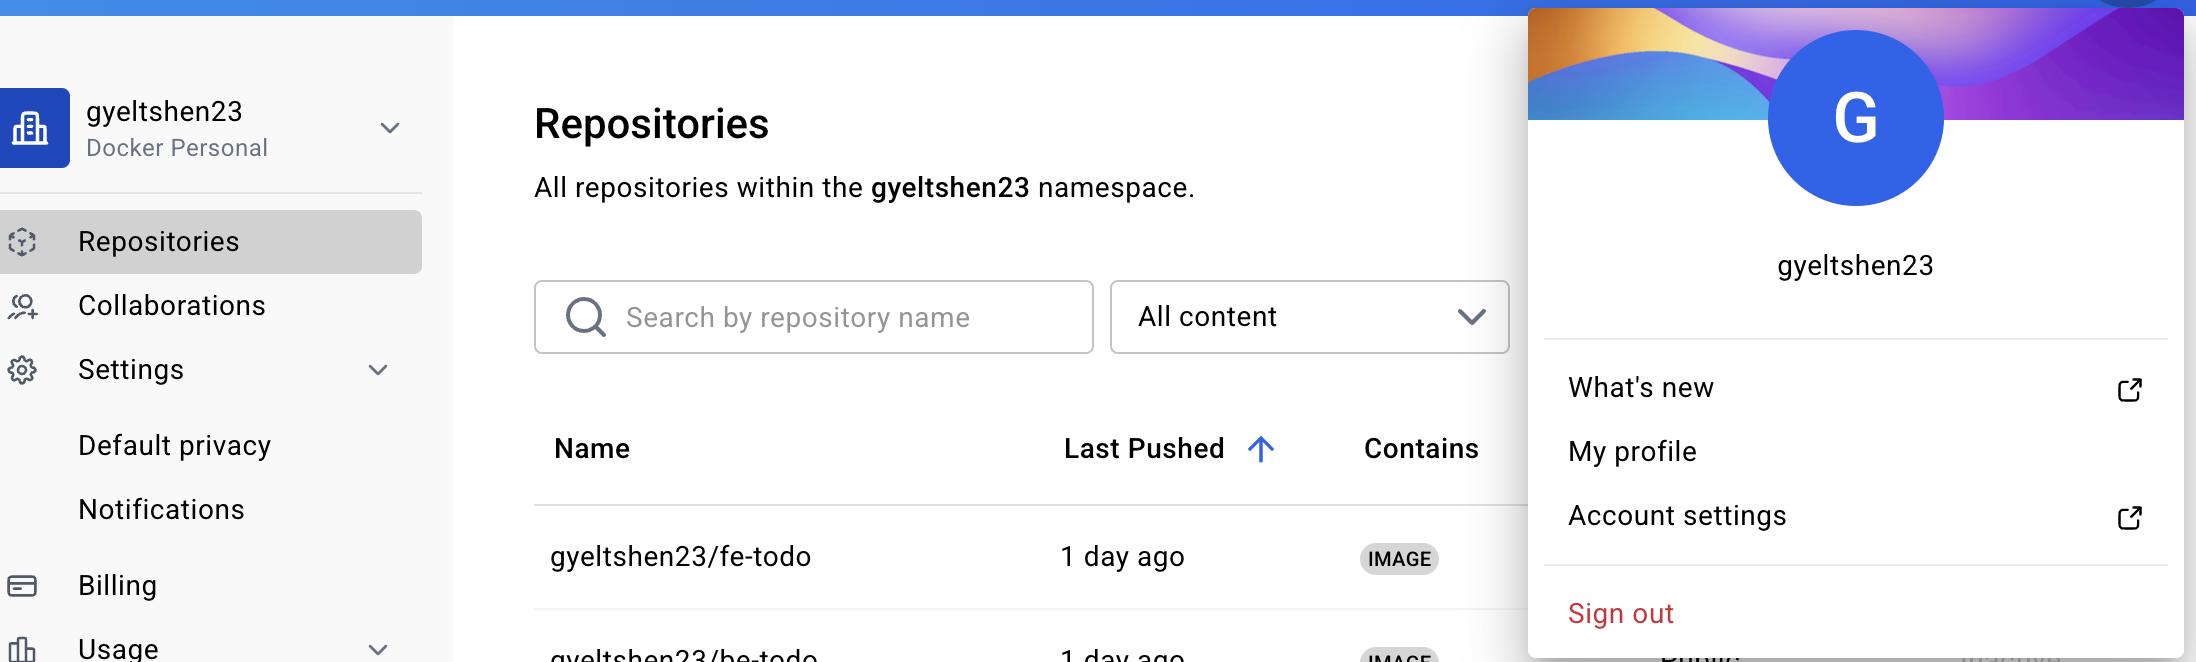 gyeltshen23
Docker Personal
Repositories
Collaborations
Settings
Default privacy
Notifications
Billing
Usage
Repositories
All repositories within the gyeltshen23 namespace.
Search by repository name
All content
Name Last Pushed Contains
gyeltshen23/fe-todo 1 day ago IMAGE
gyeltshen23/be-todo 1 day ago IMAGE Public Inactive
G
gyeltshen23
What's new
My profile
Account settings
Sign out